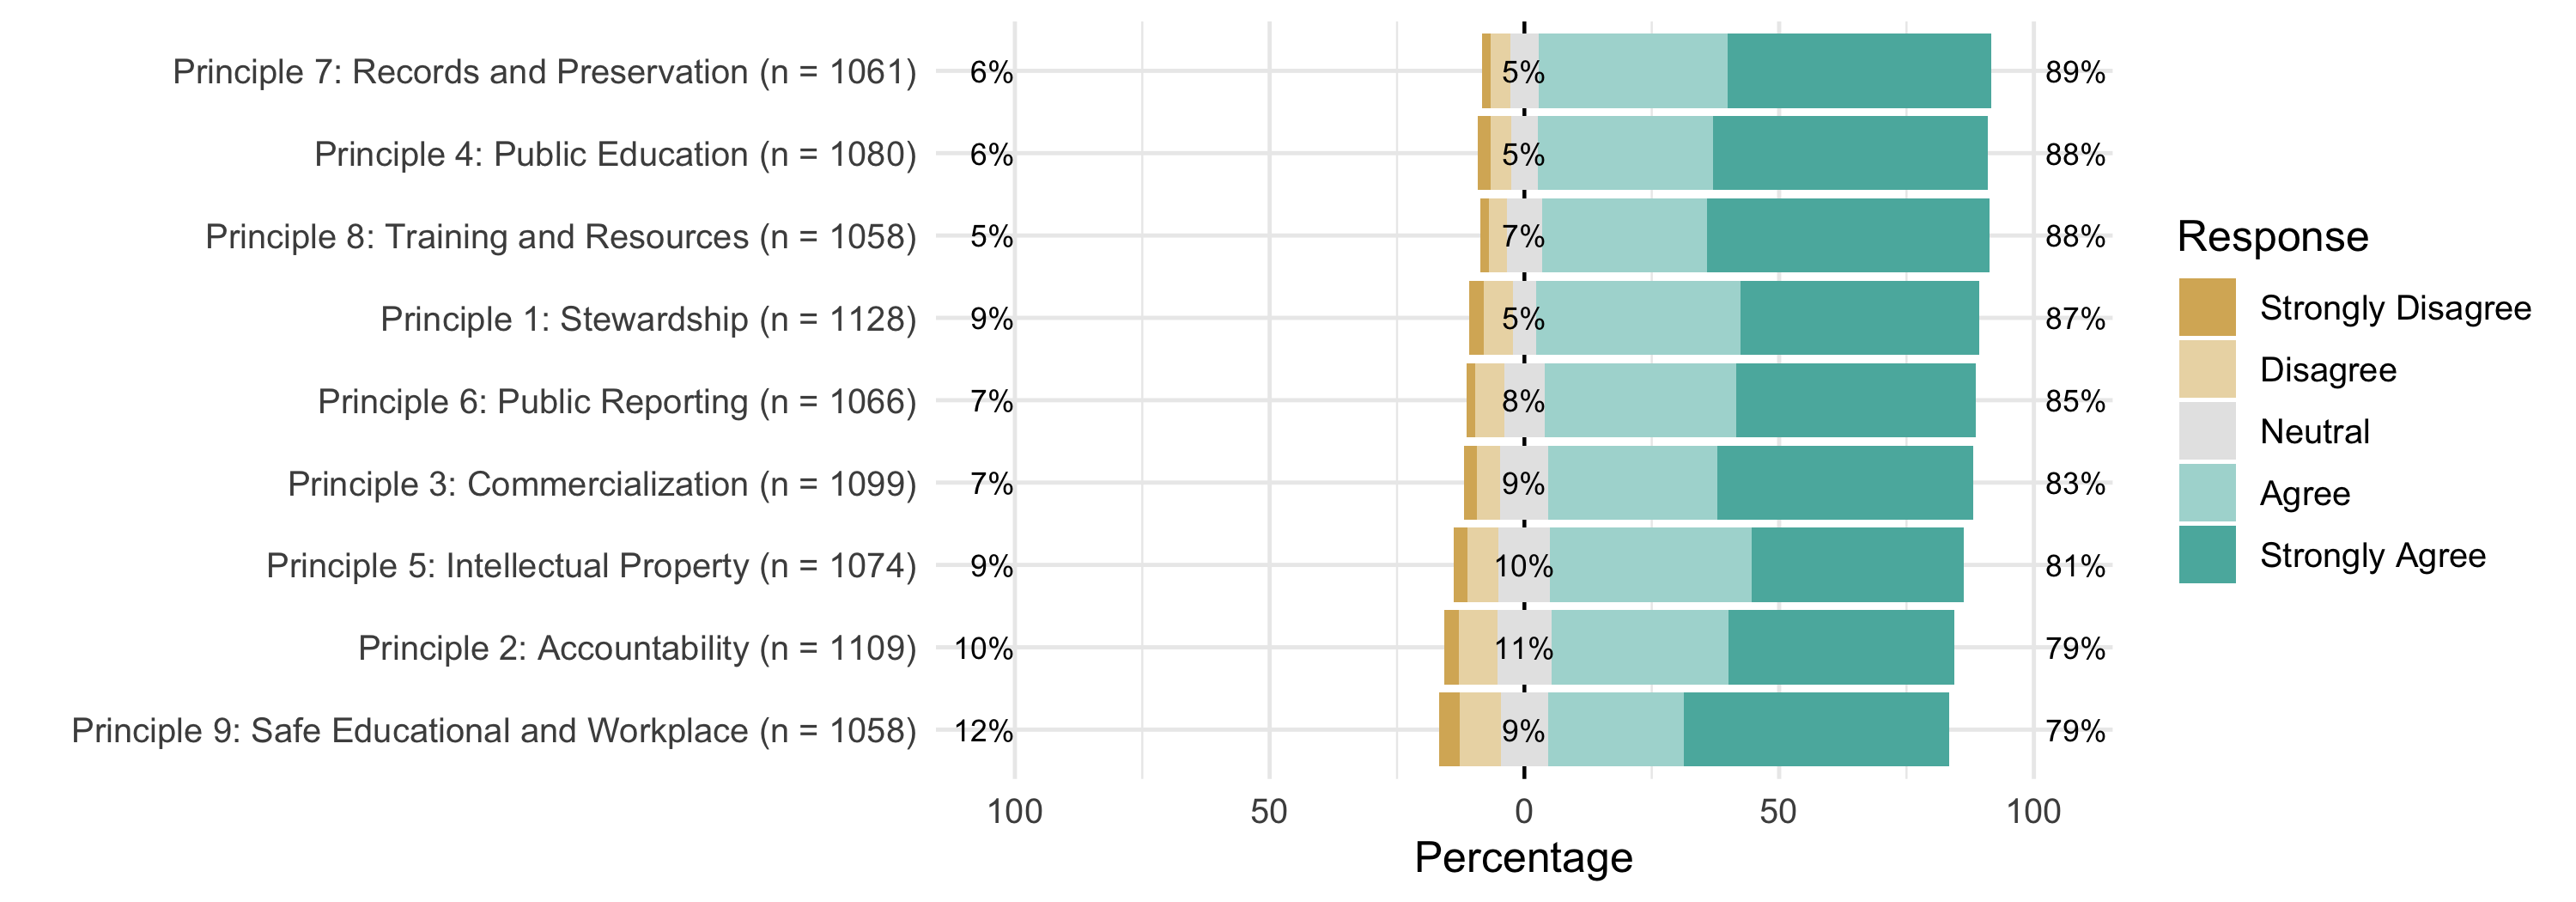 Principle 7: Records and Preservation (n = 1061) 6% 5% 89%
Principle 4: Public Education (n = 1080) 6% 5% 88%
Principle 8: Training and Resources (n = 1058) 5% 7% 88%
Principle 1: Stewardship (n = 1128) 9% 5% 87%
Principle 6: Public Reporting (n = 1066) 7% 8% 85%
Principle 3: Commercialization (n = 1099) 7% 9% 83%
Principle 5: Intellectual Property (n = 1074) 9% 10% 81%
Principle 2: Accountability (n = 1109) 10% 11% 79%
Principle 9: Safe Educational and Workplace (n = 1058) 12% 9% 79%
100 50 0 50 100
Percentage
Response
Strongly Disagree
Disagree
Neutral
Agree
Strongly Agree